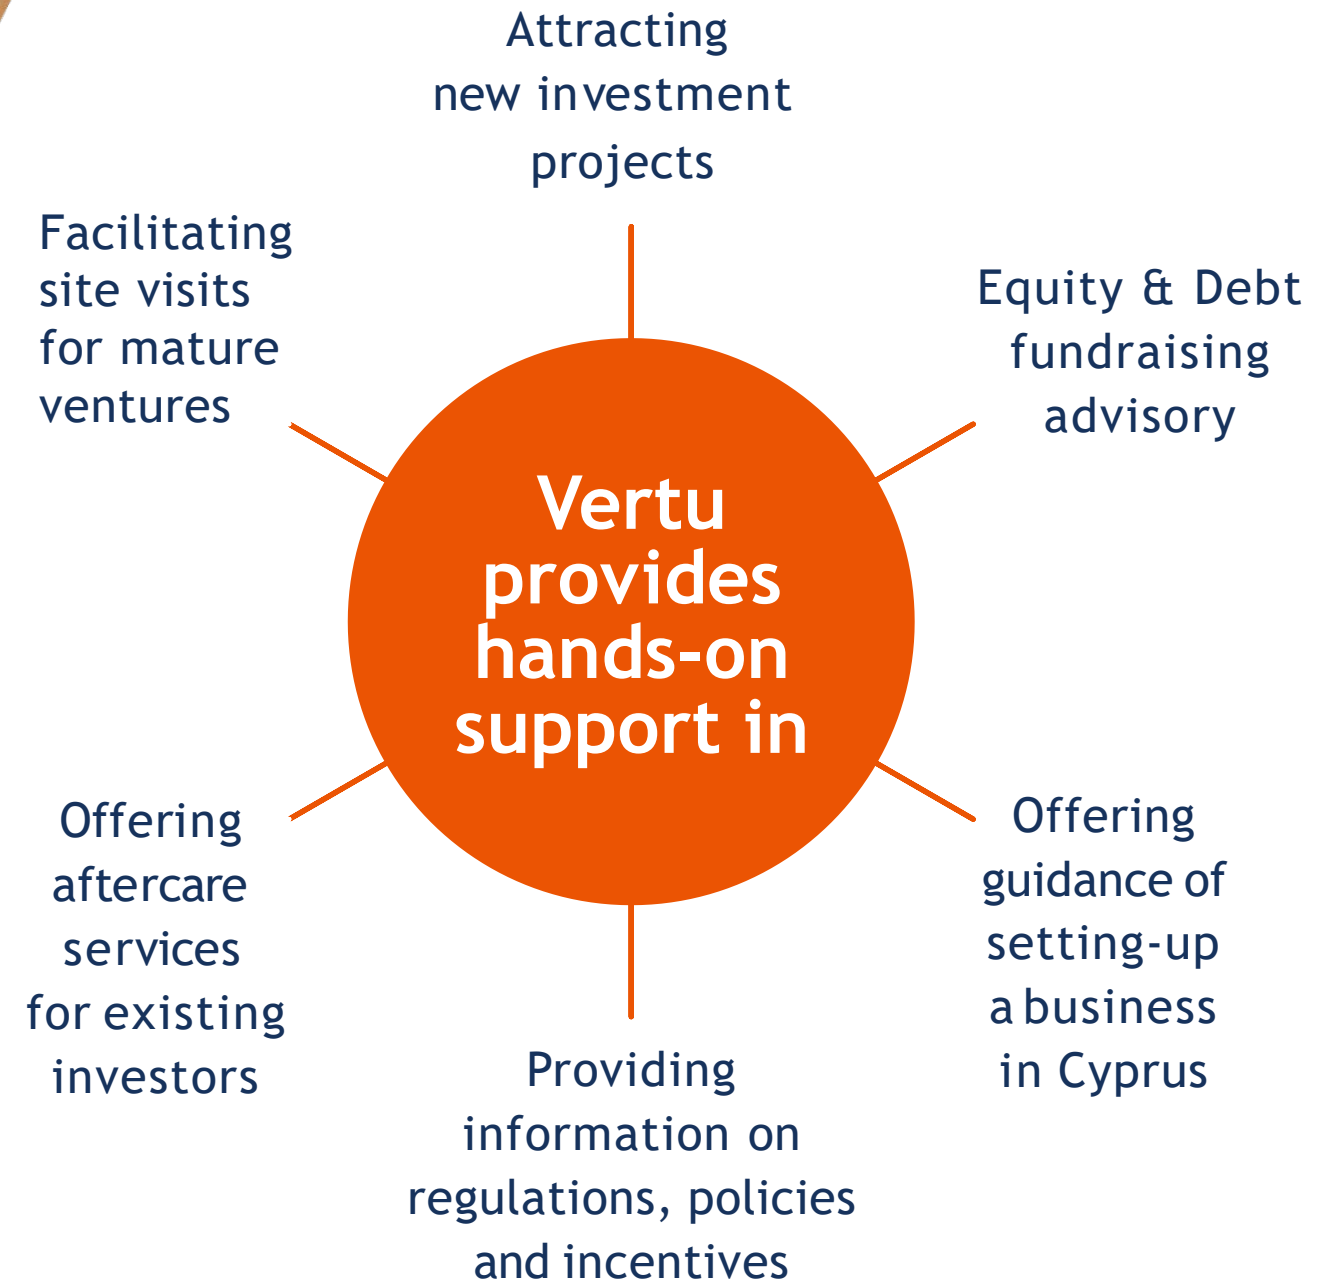 Attracting
new investment
projects
Equity & Debt
fundraising
advisory
Offering
guidance of
setting-up
a business
in Cyprus
Providing
information on
regulations, policies
and incentives
Offering
aftercare
services
for existing
investors
Facilitating
site visits
for mature
ventures
Vertu
provides
hands-on
support in